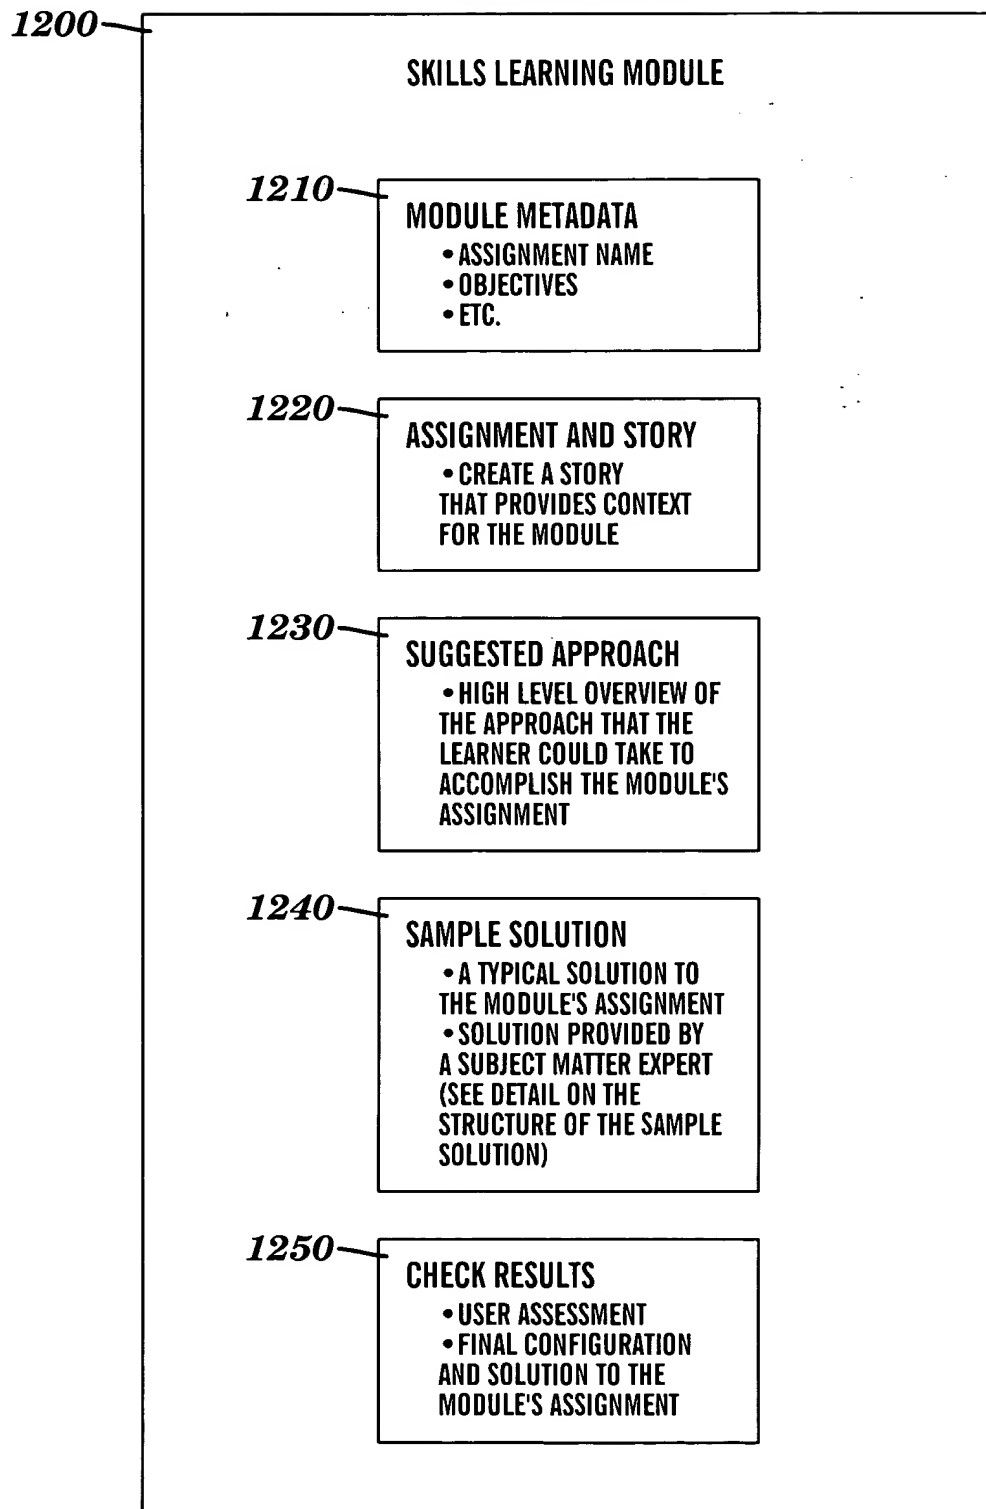 1200
SKILLS LEARNING MODULE
1210
MODULE METADATA
• ASSIGNMENT NAME
• OBJECTIVES
• ETC.
1220
ASSIGNMENT AND STORY
• CREATE A STORY
THAT PROVIDES CONTEXT
FOR THE MODULE
1230
SUGGESTED APPROACH
• HIGH LEVEL OVERVIEW OF
THE APPROACH THAT THE
LEARNER COULD TAKE TO
ACCOMPLISH THE MODULE'S
ASSIGNMENT
1240
SAMPLE SOLUTION
• A TYPICAL SOLUTION TO
THE MODULE'S ASSIGNMENT
• SOLUTION PROVIDED BY
A SUBJECT MATTER EXPERT
(SEE DETAIL ON THE
STRUCTURE OF THE SAMPLE
SOLUTION)
1250
CHECK RESULTS
• USER ASSESSMENT
• FINAL CONFIGURATION
AND SOLUTION TO THE
MODULE'S ASSIGNMENT